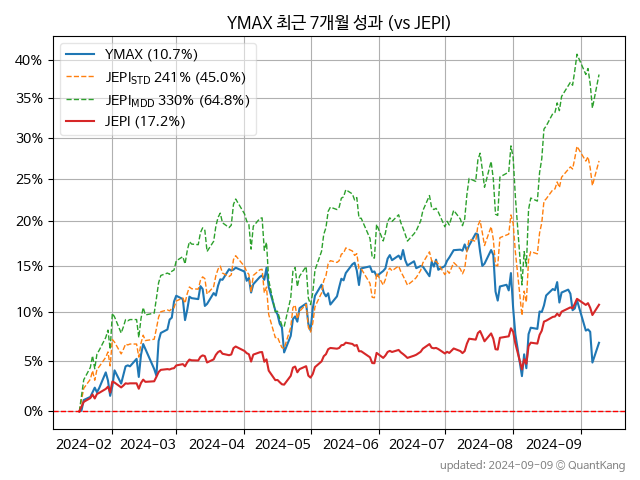 YMAX 최근 7개월 성과 (vs JEPI)
YMAX (10.7%)
JEPI_STD 241% (45.0%)
JEPI_MDD 330% (64.8%)
JEPI (17.2%)
40%
35%
30%
25%
20%
15%
10%
5%
0%
2024-02 2024-03 2024-04 2024-05 2024-06 2024-07 2024-08 2024-09
updated: 2024-09-09 © QuantKang